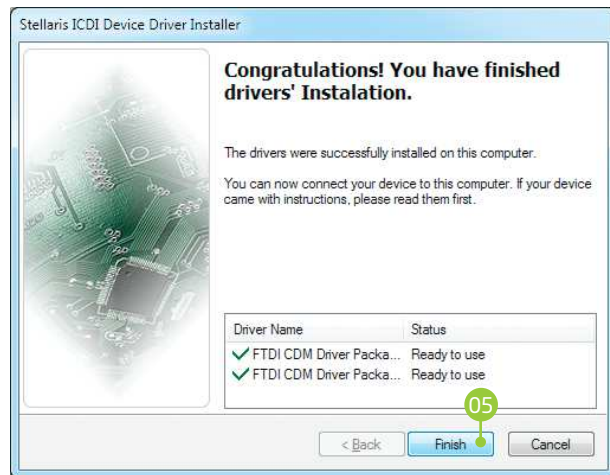 Stellaris ICDI Device Driver Installer
Congratulations! You have finished
drivers' Instalation.
The drivers were successfully installed on this computer.
You can now connect your device to this computer. If your device
came with instructions, please read them first.
Driver Name Status
FTDI CDM Driver Packa... Ready to use
FTDI CDM Driver Packa... Ready to use
05
< Back Finish Cancel